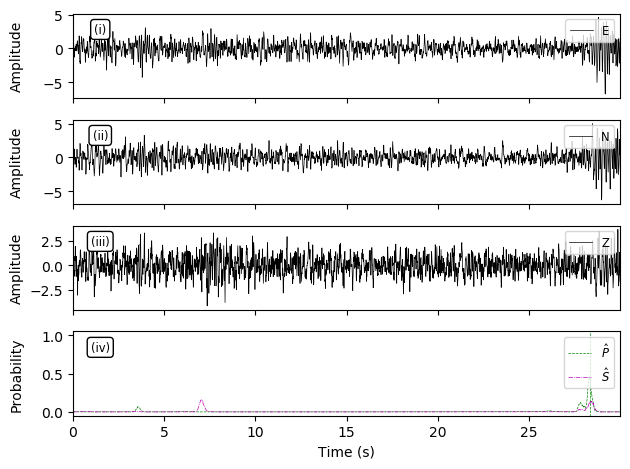 5
0
−5
Amplitude
(i)
E
5
0
−5
Amplitude
(ii)
N
2.5
0.0
−2.5
Amplitude
(iii)
Z
1.0
0.5
0.0
Probability
(iv)
P̂
Ŝ
0 5 10 15 20 25
Time (s)